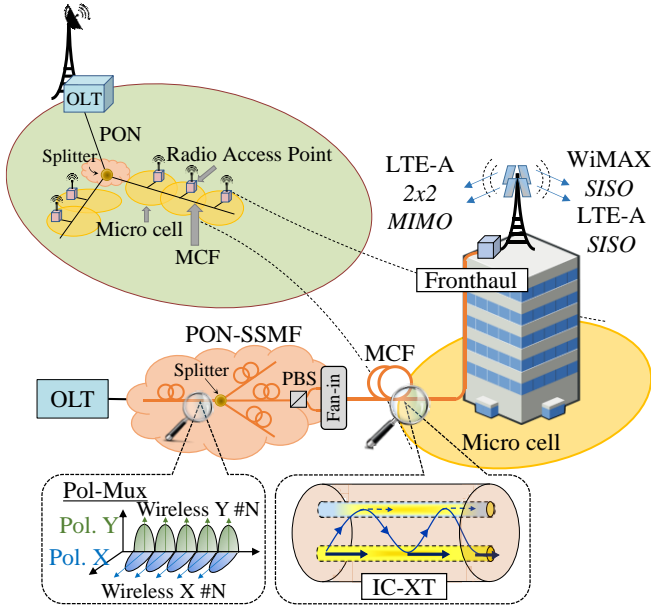 OLT
PON
Splitter
Radio Access Point
Micro cell
MCF
LTE-A
2x2
MIMO
WiMAX
SISO
LTE-A
SISO
Fronthaul
PON-SSMF
Splitter
PBS
Fan-in
MCF
OLT
Micro cell
Pol-Mux
Wireless Y #N
Pol. Y
Pol. X
Wireless X #N
IC-XT